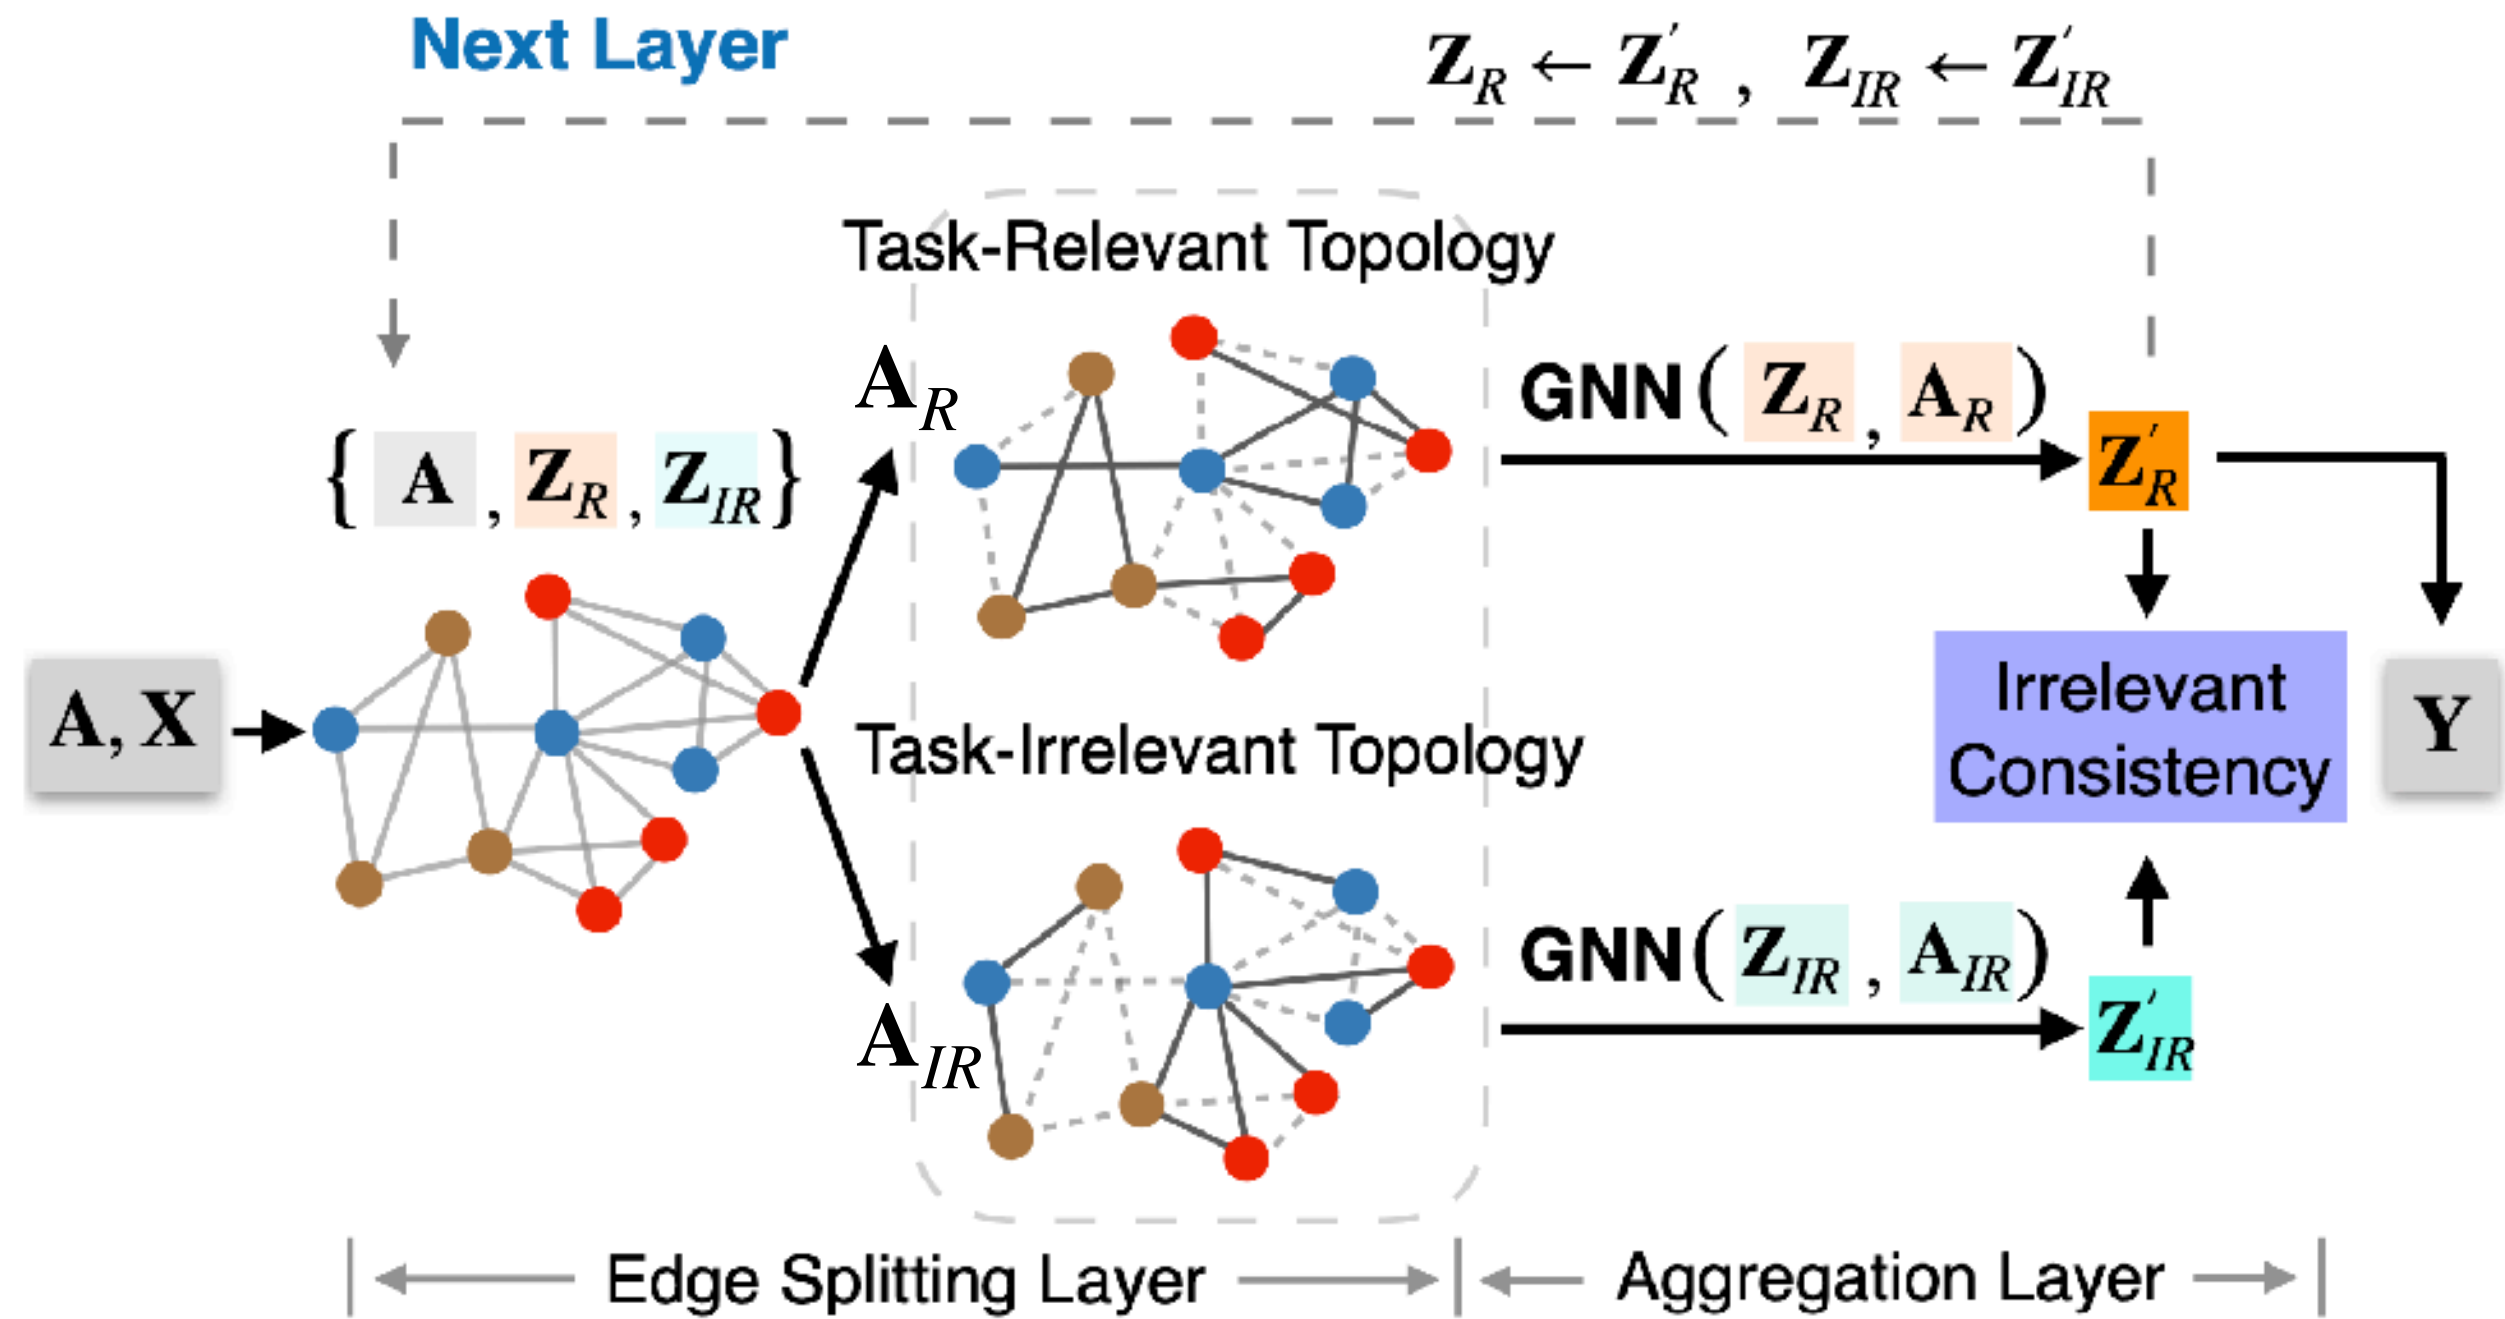 Next Layer
Z_R ← Z'_R , Z_IR ← Z'_IR
Task-Relevant Topology
A_R
GNN( Z_R , A_R )
{ A , Z_R , Z_IR }
Z'_R
A, X
Irrelevant
Consistency
Y
Task-Irrelevant Topology
GNN( Z_IR , A_IR )
A_IR
Z'_IR
Edge Splitting Layer
Aggregation Layer